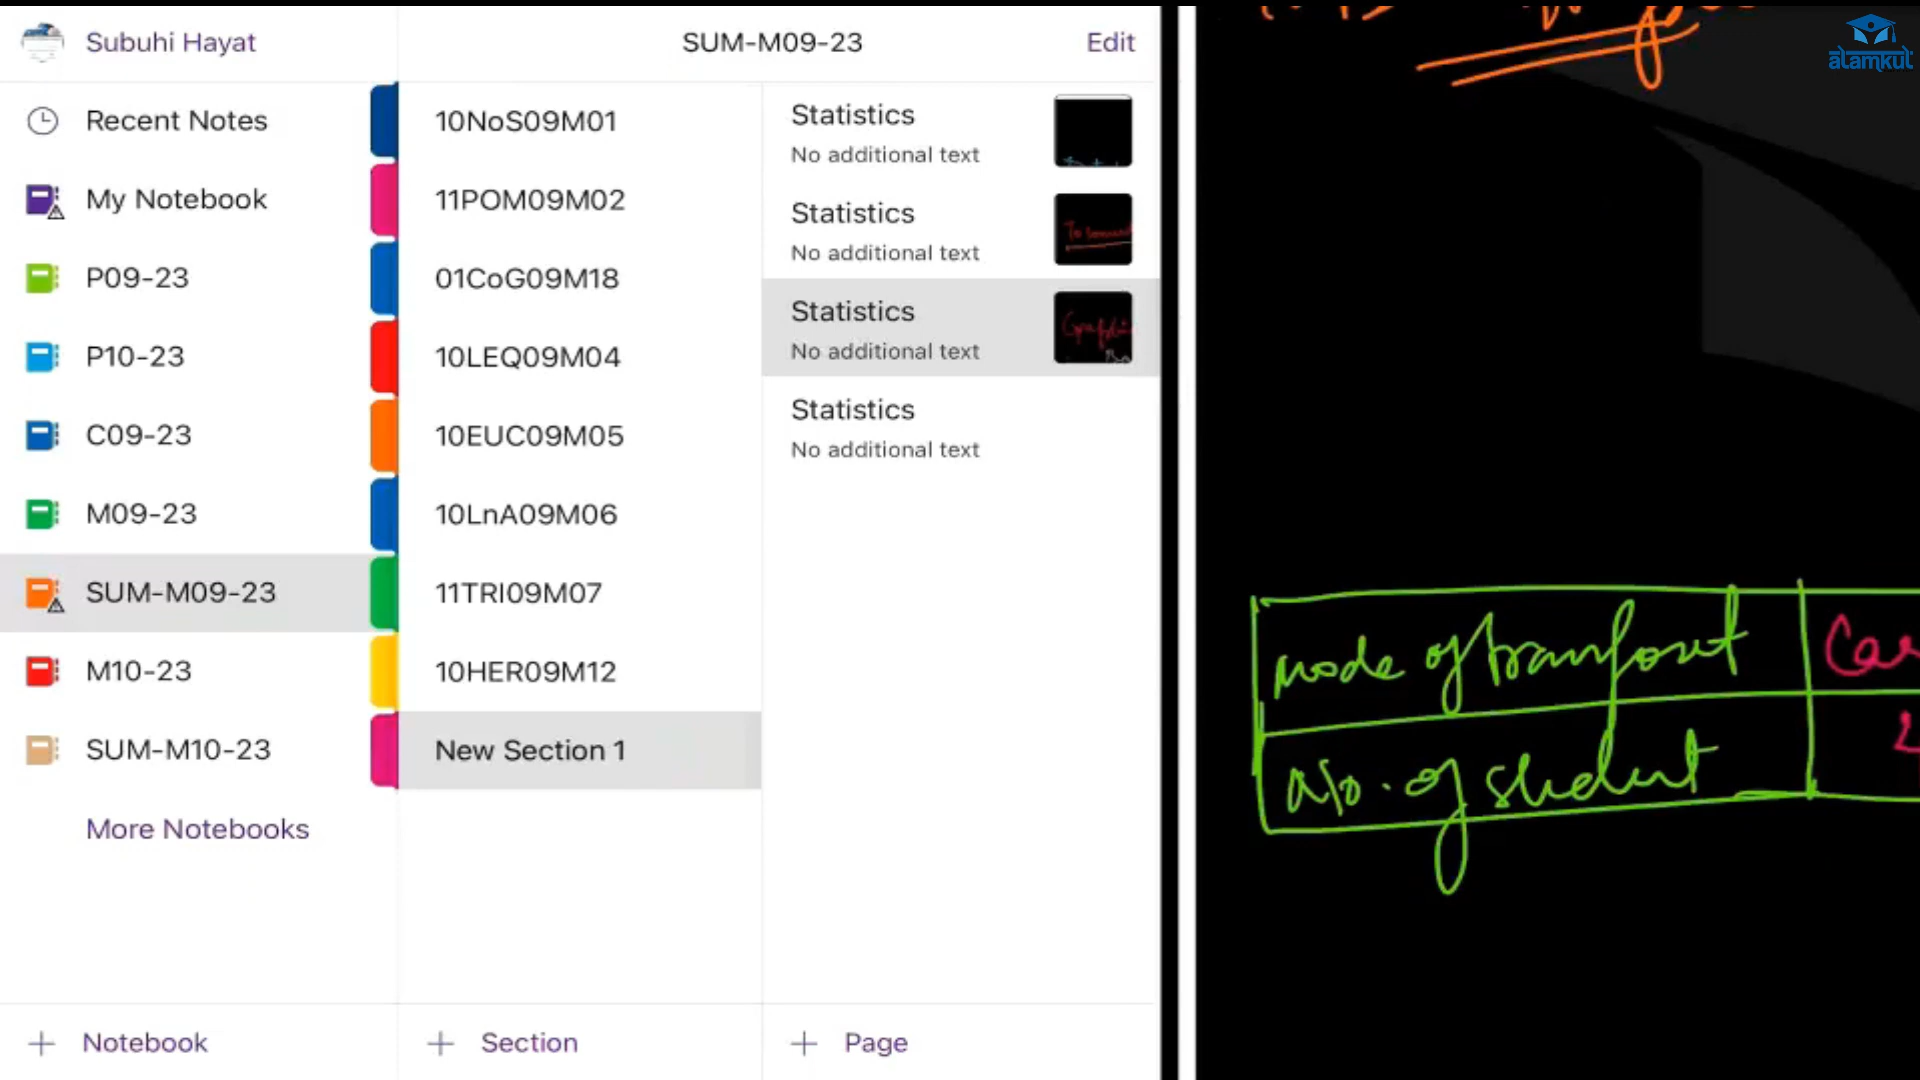 Subuhi Hayat
SUM-M09-23
Edit
Recent Notes
My Notebook
P09-23
P10-23
C09-23
M09-23
SUM-M09-23
M10-23
SUM-M10-23
More Notebooks
10NoS09M01
11POM09M02
01CoG09M18
10LEQ09M04
10EUC09M05
10LnA09M06
11TRI09M07
10HER09M12
New Section 1
Statistics
No additional text
Statistics
No additional text
Statistics
No additional text
Statistics
No additional text
+ Notebook
+ Section
+ Page
alamkul
mode of transport
Car
No. of student